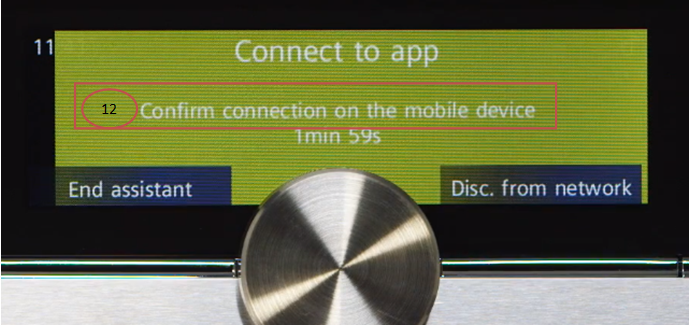 11
Connect to app
12 Confirm connection on the mobile device
1min 59s
End assistant
Disc. from network